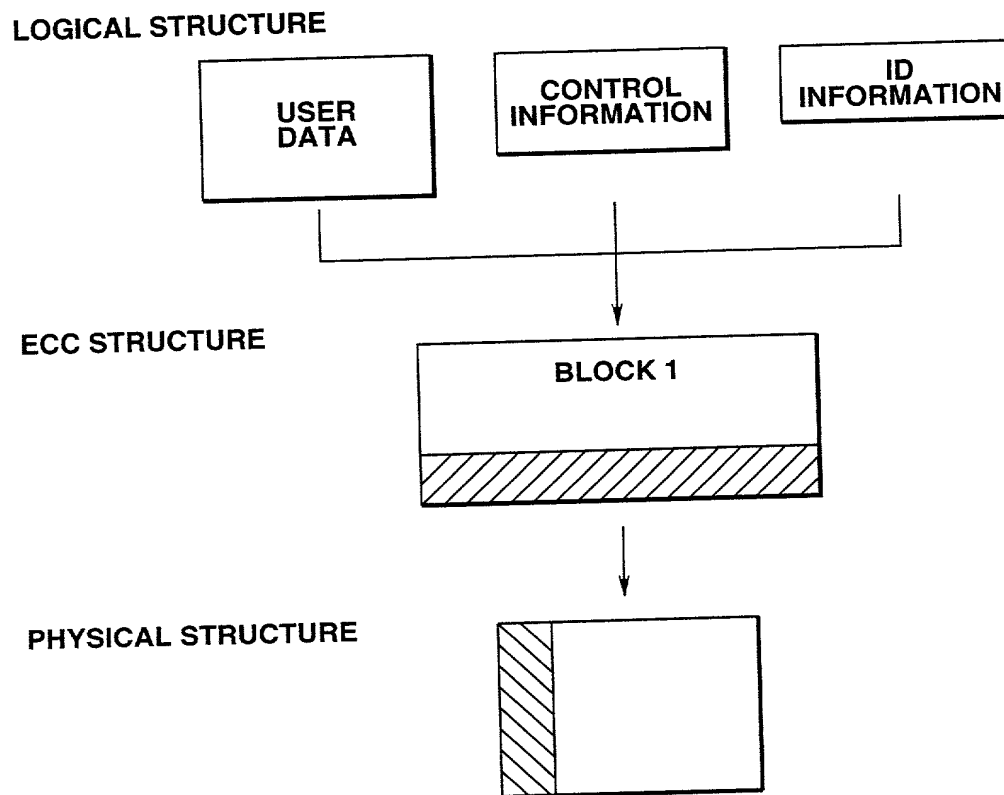 LOGICAL STRUCTURE
USER
DATA
CONTROL
INFORMATION
ID
INFORMATION
ECC STRUCTURE
BLOCK 1
PHYSICAL STRUCTURE